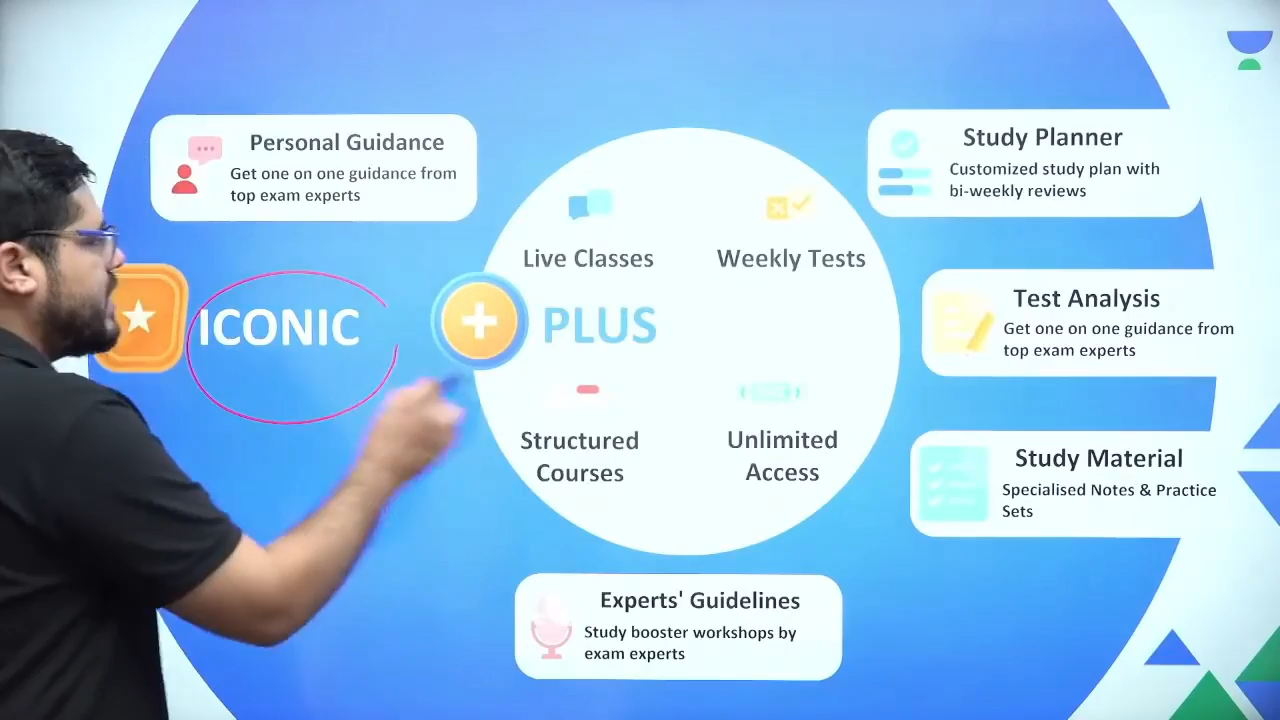 Personal Guidance
Get one on one guidance from
top exam experts
Study Planner
Customized study plan with
bi-weekly reviews
Live Classes
Weekly Tests
ICONIC
PLUS
Test Analysis
Get one on one guidance from
top exam experts
Structured
Courses
Unlimited
Access
Study Material
Specialised Notes & Practice
Sets
Experts' Guidelines
Study booster workshops by
exam experts